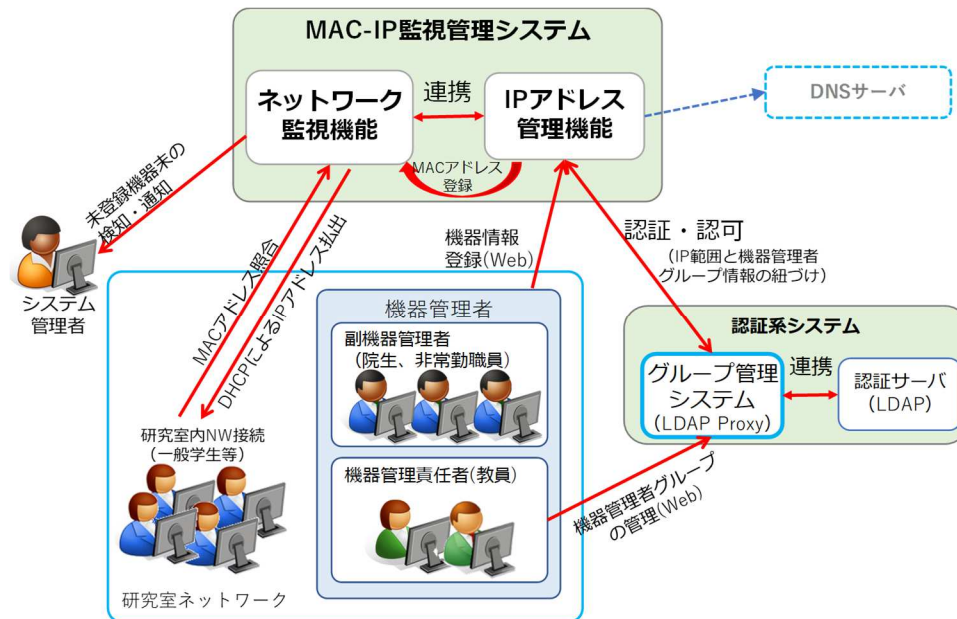 MAC-IP監視管理システム
ネットワーク
監視機能
連携
IPアドレス
管理機能
DNSサーバ
MACアドレス
登録
未登録機器末の
検知・通知
システム
管理者
MACアドレス照合
DHCPによるIPアドレス払出
機器情報
登録(Web)
認証・認可
(IP範囲と機器管理者
グループ情報の紐づけ)
機器管理者
副機器管理者
(院生、非常勤職員)
認証系システム
グループ管理
システム
(LDAP Proxy)
連携
認証サーバ
(LDAP)
研究室内NW接続
(一般学生等)
機器管理責任者(教員)
機器管理者グループ
の管理(Web)
研究室ネットワーク